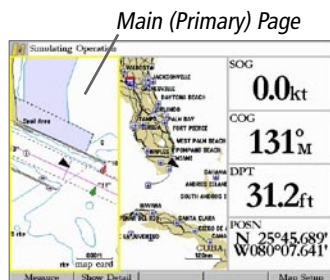 Main (Primary) Page
Simulating Operation
SOG
0.0kt
COG
131°M
DPT
31.2ft
POSN
N 25°45.689'
W080°07.641'
JACKSONVILLE
DAYTONA BEACH
ORLANDO
TAMPA
PALM BAY
FORT PIERCE
WEST PALM BEACH
POMPANO BEACH
MIAMI
ANDROS ISLAND
SANTA CLARA
CUBA
map card
Measure
Show Detail
Map Setup